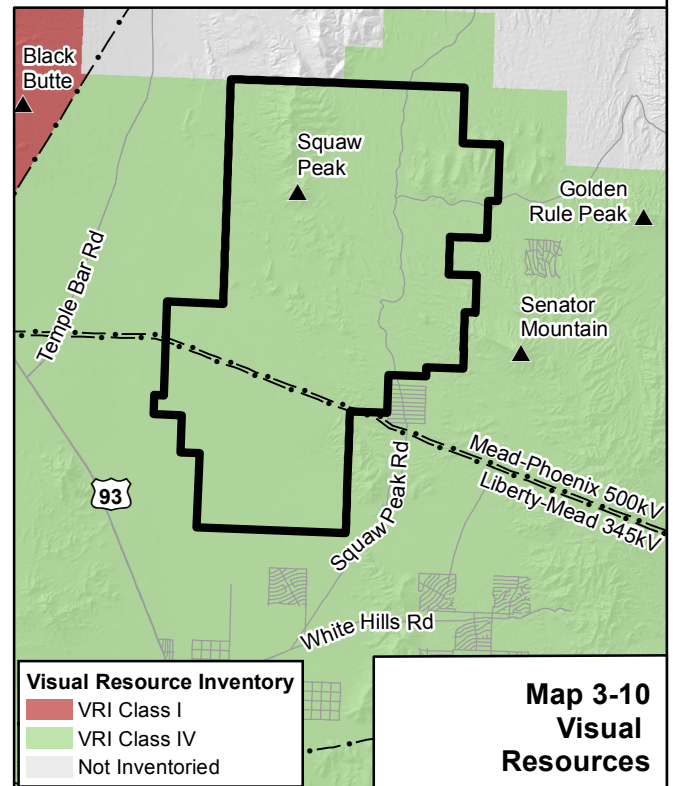 Black
Butte
Squaw
Peak
Golden
Rule Peak
Temple Bar Rd
Senator
Mountain
Mead-Phoenix 500kV
Liberty-Mead 345kV
93
Squaw Peak Rd
White Hills Rd
Visual Resource Inventory
VRI Class I
VRI Class IV
Not Inventoried
Map 3-10
Visual
Resources